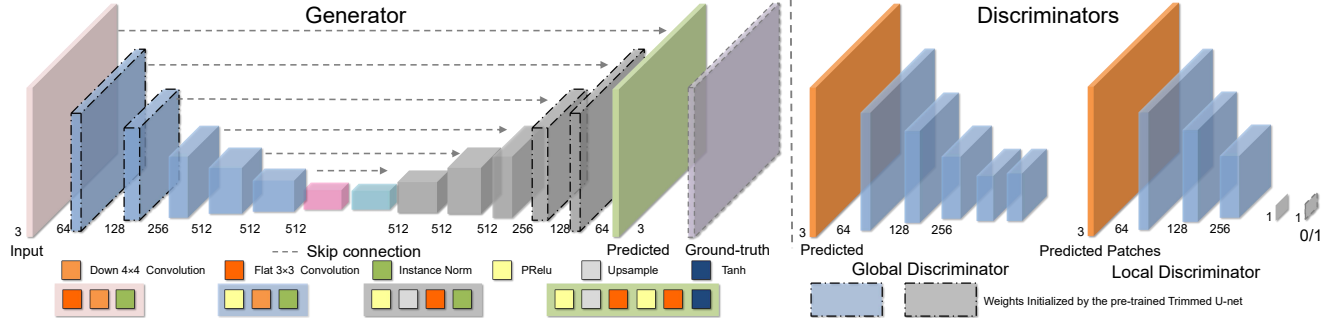 Generator
Discriminators
3
64
128
256
512
512
512
512
512
256
128
64
3
3
64
128
256
3
64
128
256
1
1
0/1
Input
Skip connection
Predicted
Ground-truth
Predicted
Predicted Patches
Down 4×4 Convolution
Flat 3×3 Convolution
Instance Norm
PRelu
Upsample
Tanh
Global Discriminator
Local Discriminator
Weights Initialized by the pre-trained Trimmed U-net